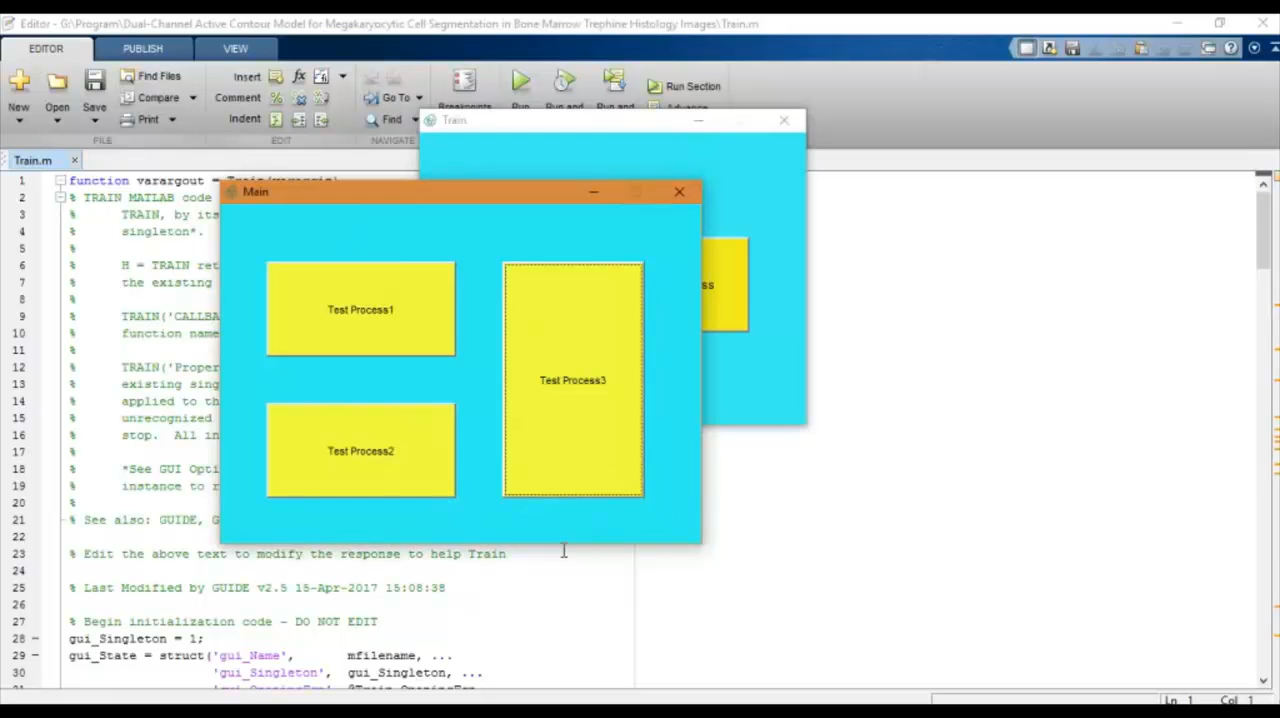 Editor - G:\Program\Dual-Channel Active Contour Model for Megakaryocytic Cell Segmentation in Bone Marrow Trephine Histology Images\Train.m
EDITOR PUBLISH VIEW
New Open Save Find Files Compare Print
Insert fx
Comment %
Indent
Go To
Find
Breakpoints Run Run and Run and Run Section
Advance
FILE EDIT NAVIGATE
Train
Train.m ×
Main
1 function varargout =
2 % TRAIN MATLAB code
3 % TRAIN, by its
4 % singleton*.
5 %
6 % H = TRAIN ret
7 % the existing
8 %
9 % TRAIN('CALLBA
10 % function name
11 %
12 % TRAIN('Proper
13 % existing sing
14 % applied to th
15 % unrecognized
16 % stop. All in
17 %
18 % *See GUI Opti
19 % instance to r
20 %
21 % See also: GUIDE, G
22
23 % Edit the above text to modify the response to help Train
24
25 % Last Modified by GUIDE v2.5 15-Apr-2017 15:08:38
26
27 % Begin initialization code - DO NOT EDIT
28 gui_Singleton = 1;
29 gui_State = struct('gui_Name', mfilename, ...
30 'gui_Singleton', gui_Singleton, ...
Test Process1
Test Process2
Test Process3
ss
Ln 1 Col 1